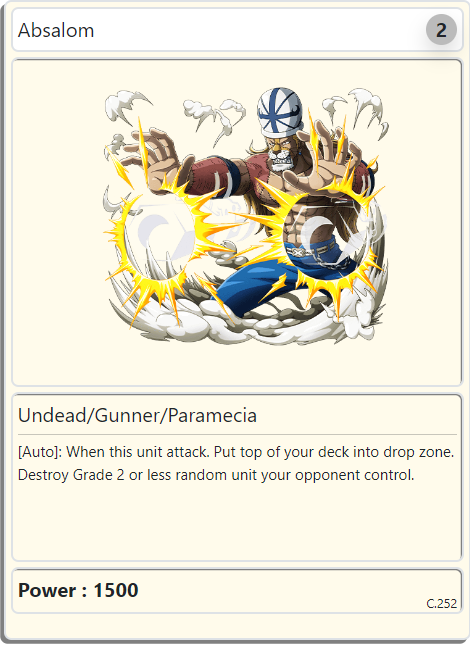 Absalom
2
Undead/Gunner/Paramecia
[Auto]: When this unit attack. Put top of your deck into drop zone.
Destroy Grade 2 or less random unit your opponent control.
Power : 1500
C.252